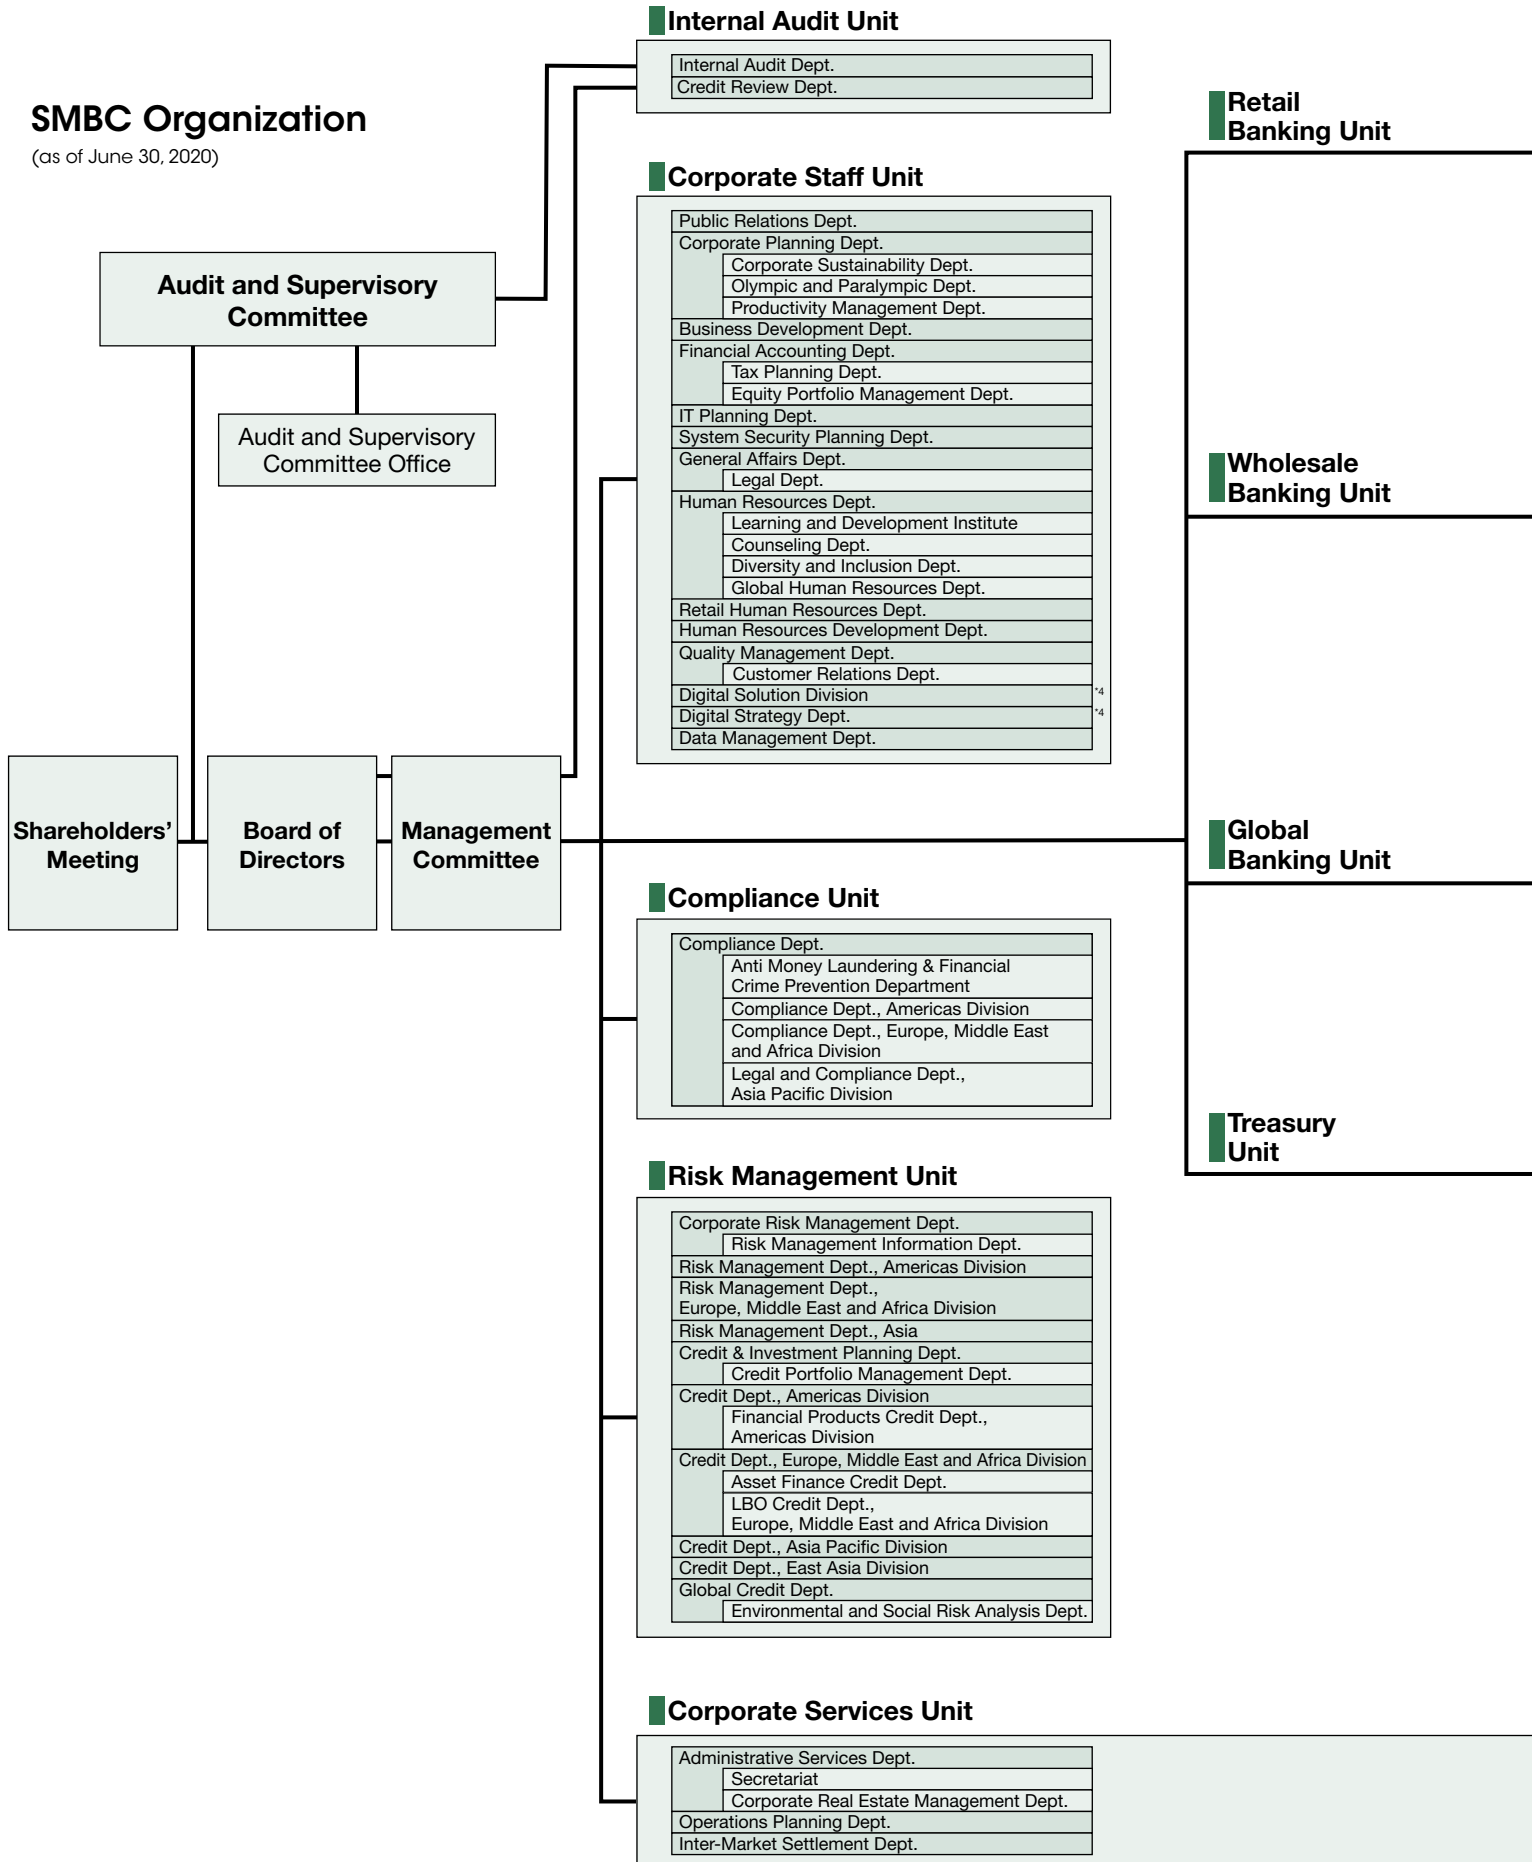 SMBC Organization
(as of June 30, 2020)
Audit and Supervisory
Committee
Audit and Supervisory
Committee Office
Shareholders’
Meeting
Board of
Directors
Management
Committee
Internal Audit Unit
Internal Audit Dept.
Credit Review Dept.
Corporate Staff Unit
Public Relations Dept.
Corporate Planning Dept.
Corporate Sustainability Dept.
Olympic and Paralympic Dept.
Productivity Management Dept.
Business Development Dept.
Financial Accounting Dept.
Tax Planning Dept.
Equity Portfolio Management Dept.
IT Planning Dept.
System Security Planning Dept.
General Affairs Dept.
Legal Dept.
Human Resources Dept.
Learning and Development Institute
Counseling Dept.
Diversity and Inclusion Dept.
Global Human Resources Dept.
Retail Human Resources Dept.
Human Resources Development Dept.
Quality Management Dept.
Customer Relations Dept.
Digital Solution Division *4
Digital Strategy Dept. *4
Data Management Dept.
Compliance Unit
Compliance Dept.
Anti Money Laundering & Financial
Crime Prevention Department
Compliance Dept., Americas Division
Compliance Dept., Europe, Middle East
and Africa Division
Legal and Compliance Dept.,
Asia Pacific Division
Risk Management Unit
Corporate Risk Management Dept.
Risk Management Information Dept.
Risk Management Dept., Americas Division
Risk Management Dept.,
Europe, Middle East and Africa Division
Risk Management Dept., Asia
Credit & Investment Planning Dept.
Credit Portfolio Management Dept.
Credit Dept., Americas Division
Financial Products Credit Dept.,
Americas Division
Credit Dept., Europe, Middle East and Africa Division
Asset Finance Credit Dept.
LBO Credit Dept.,
Europe, Middle East and Africa Division
Credit Dept., Asia Pacific Division
Credit Dept., East Asia Division
Global Credit Dept.
Environmental and Social Risk Analysis Dept.
Corporate Services Unit
Administrative Services Dept.
Secretariat
Corporate Real Estate Management Dept.
Operations Planning Dept.
Inter-Market Settlement Dept.
Retail
Banking Unit
Wholesale
Banking Unit
Global
Banking Unit
Treasury
Unit